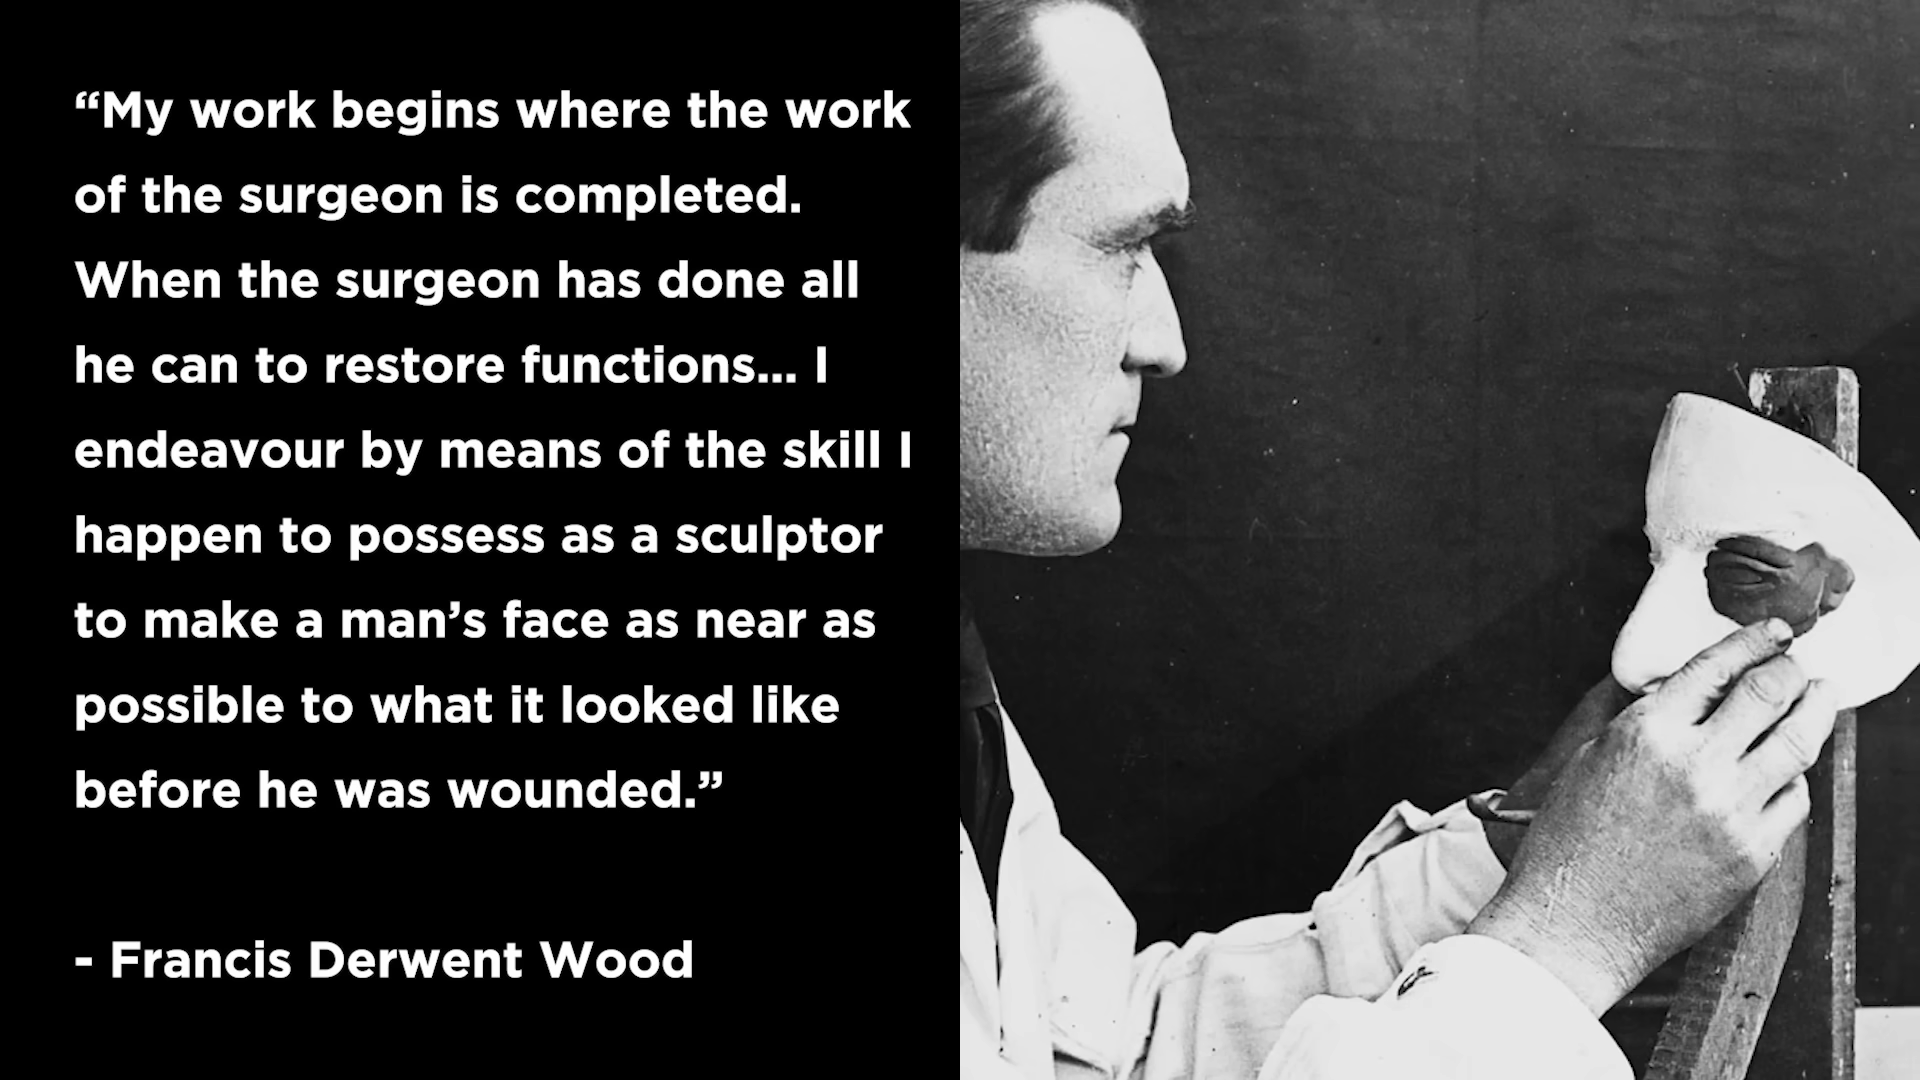 “My work begins where the work
of the surgeon is completed.
When the surgeon has done all
he can to restore functions... I
endeavour by means of the skill I
happen to possess as a sculptor
to make a man’s face as near as
possible to what it looked like
before he was wounded.”
- Francis Derwent Wood